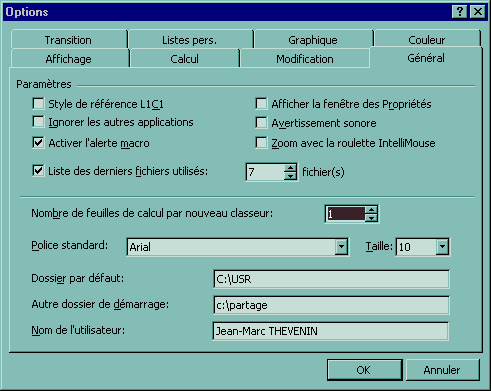 Options
Transition Listes pers. Graphique Couleur
Affichage Calcul Modification Général
Paramètres
Style de référence L1C1 Afficher la fenêtre des Propriétés
Ignorer les autres applications Avertissement sonore
Activer l'alerte macro Zoom avec la roulette IntelliMouse
Liste des derniers fichiers utilisés: 7 fichier(s)
Nombre de feuilles de calcul par nouveau classeur: 1
Police standard: Arial Taille: 10
Dossier par défaut: C:\USR
Autre dossier de démarrage: c:\partage
Nom de l'utilisateur: Jean-Marc THEVENIN
OK Annuler